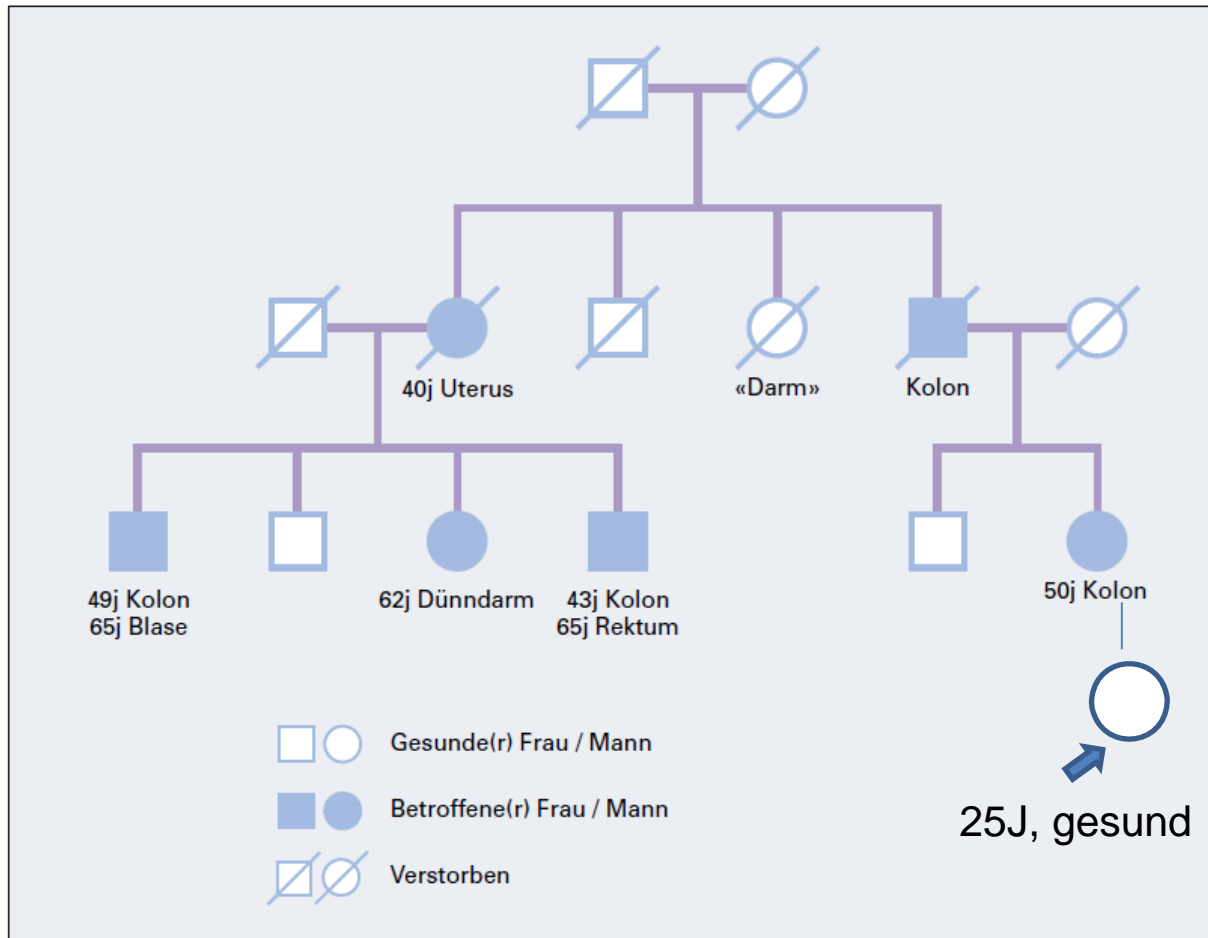 40j Uterus
«Darm»
Kolon
49j Kolon
65j Blase
62j Dünndarm
43j Kolon
65j Rektum
50j Kolon
Gesunde(r) Frau / Mann
Betroffene(r) Frau / Mann
Verstorben
25J, gesund